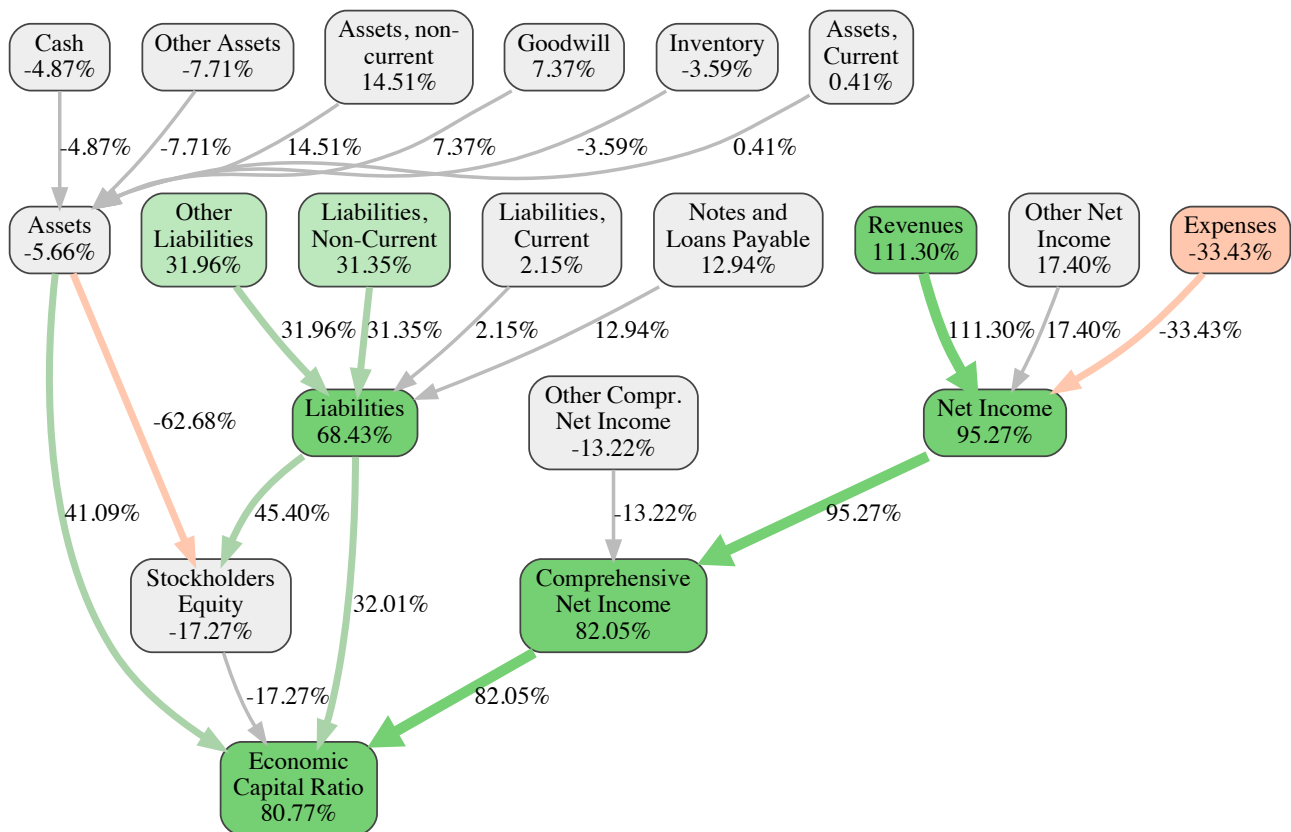 Cash
-4.87%
Other Assets
-7.71%
Assets, non-
current
14.51%
Goodwill
7.37%
Inventory
-3.59%
Assets,
Current
0.41%
-4.87%
-7.71%
14.51%
7.37%
-3.59%
0.41%
Assets
-5.66%
Other
Liabilities
31.96%
Liabilities,
Non-Current
31.35%
Liabilities,
Current
2.15%
Notes and
Loans Payable
12.94%
Revenues
111.30%
Other Net
Income
17.40%
Expenses
-33.43%
31.96%
31.35%
2.15%
12.94%
111.30%
17.40%
-33.43%
-62.68%
Liabilities
68.43%
Other Compr.
Net Income
-13.22%
Net Income
95.27%
41.09%
45.40%
-13.22%
95.27%
Stockholders
Equity
-17.27%
32.01%
Comprehensive
Net Income
82.05%
-17.27%
82.05%
Economic
Capital Ratio
80.77%